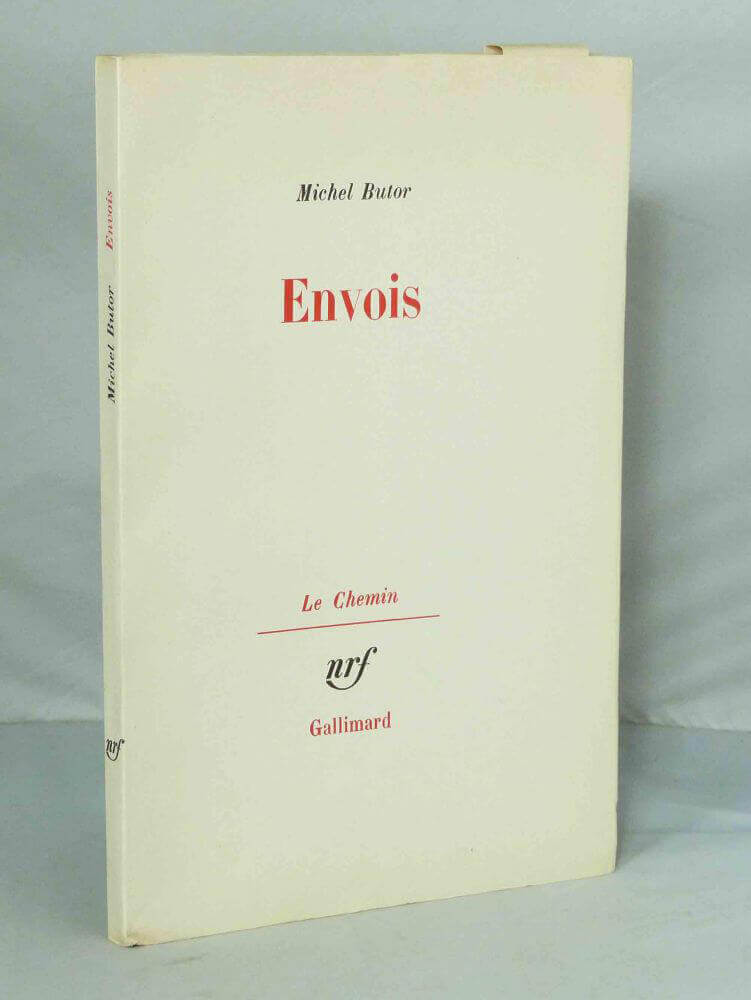 Michel Butor
Envois
Le Chemin
nrf
Gallimard
Michel Butor Envois
nrf